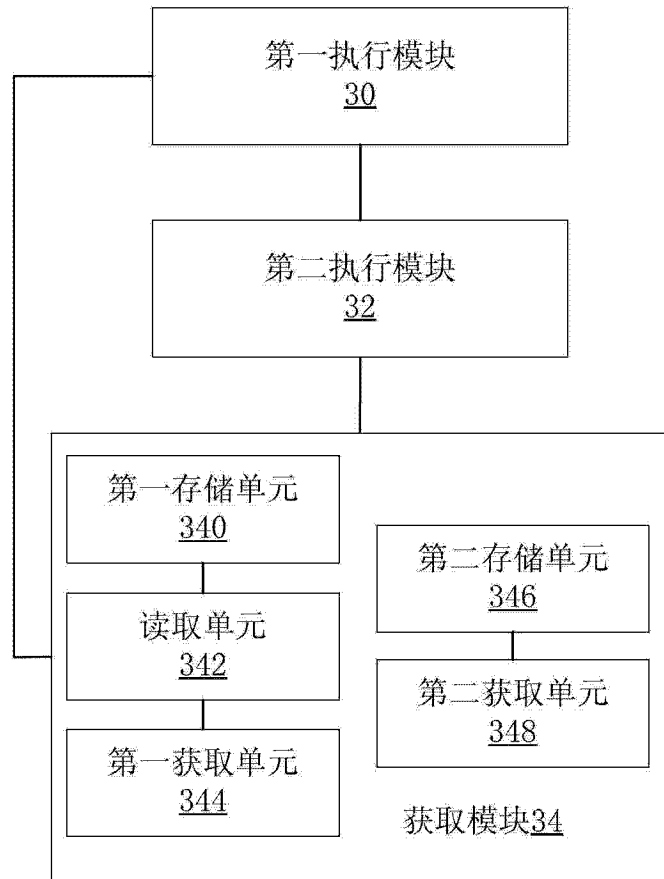 第一执行模块
30
第二执行模块
32
第一存储单元
340
读取单元
342
第一获取单元
344
第二存储单元
346
第二获取单元
348
获取模块34